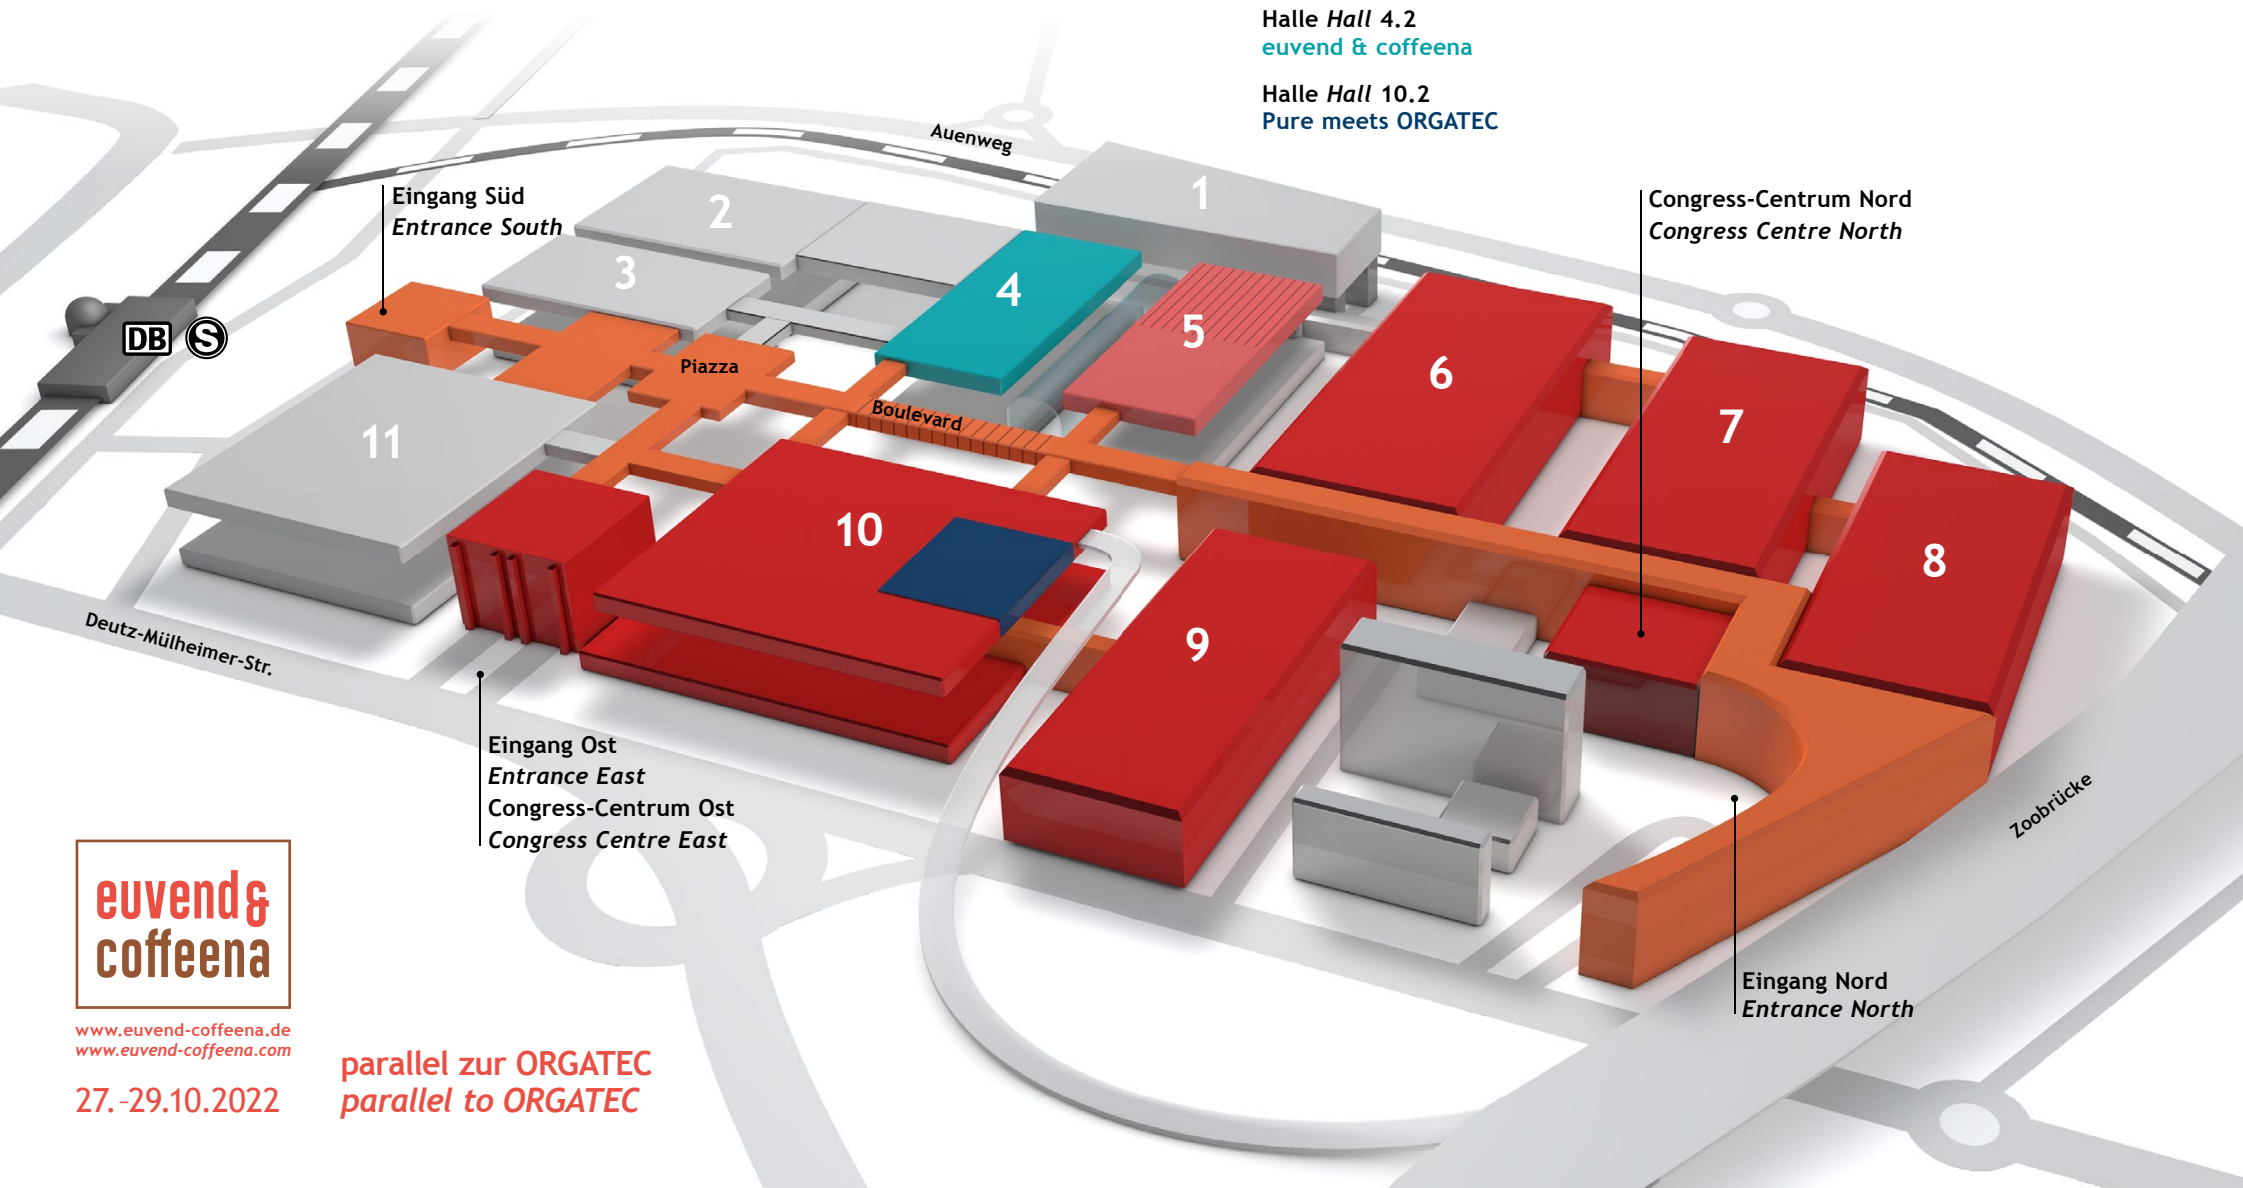 Halle Hall 4.2
euvend & coffeena
Halle Hall 10.2
Pure meets ORGATEC
Auenweg
Eingang Süd
Entrance South
Congress-Centrum Nord
Congress Centre North
1
2
3
4
5
6
7
8
9
10
11
DB S
Piazza
Boulevard
Deutz-Mülheimer-Str.
Zoobrücke
Eingang Ost
Entrance East
Congress-Centrum Ost
Congress Centre East
Eingang Nord
Entrance North
euvend &
coffeena
www.euvend-coffeena.de
www.euvend-coffeena.com
27.-29.10.2022
parallel zur ORGATEC
parallel to ORGATEC